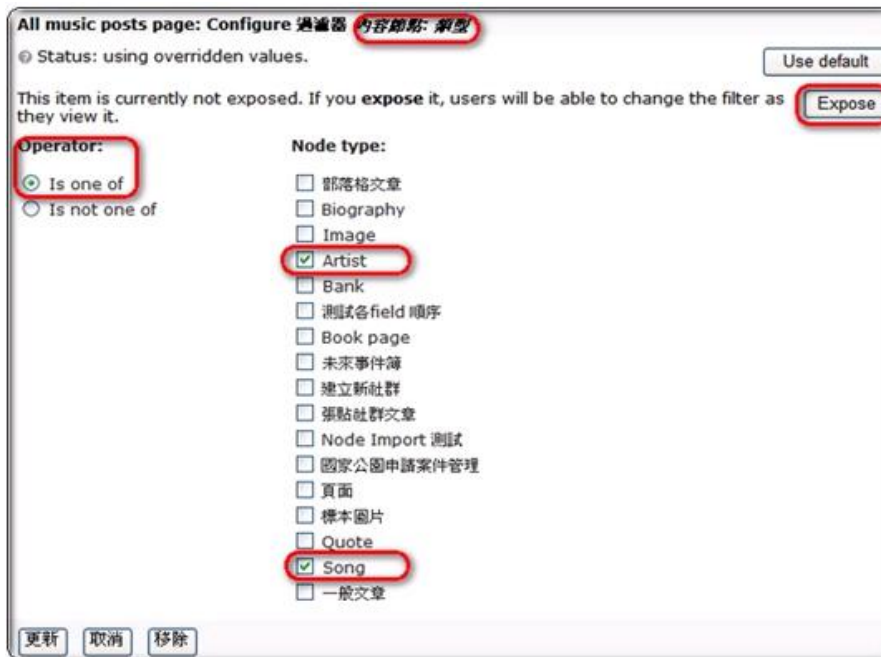 All music posts page: Configure 過濾器 內容節點: 類型
Status: using overridden values.
Use default
This item is currently not exposed. If you expose it, users will be able to change the filter as
they view it.
Expose
Operator:
Is one of
Is not one of
Node type:
部落格文章
Biography
Image
Artist
Bank
測試各field 順序
Book page
未來事件簿
建立新社群
張貼社群文章
Node Import 測試
國家公園申請案件管理
頁面
標本圖片
Quote
Song
一般文章
更新 取消 移除